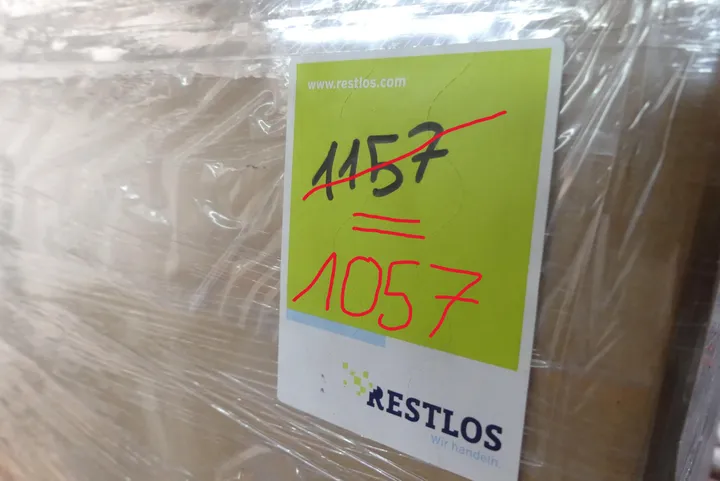 www.restlos.com
1157
=
1057
RESTLOS
Wir handeln.